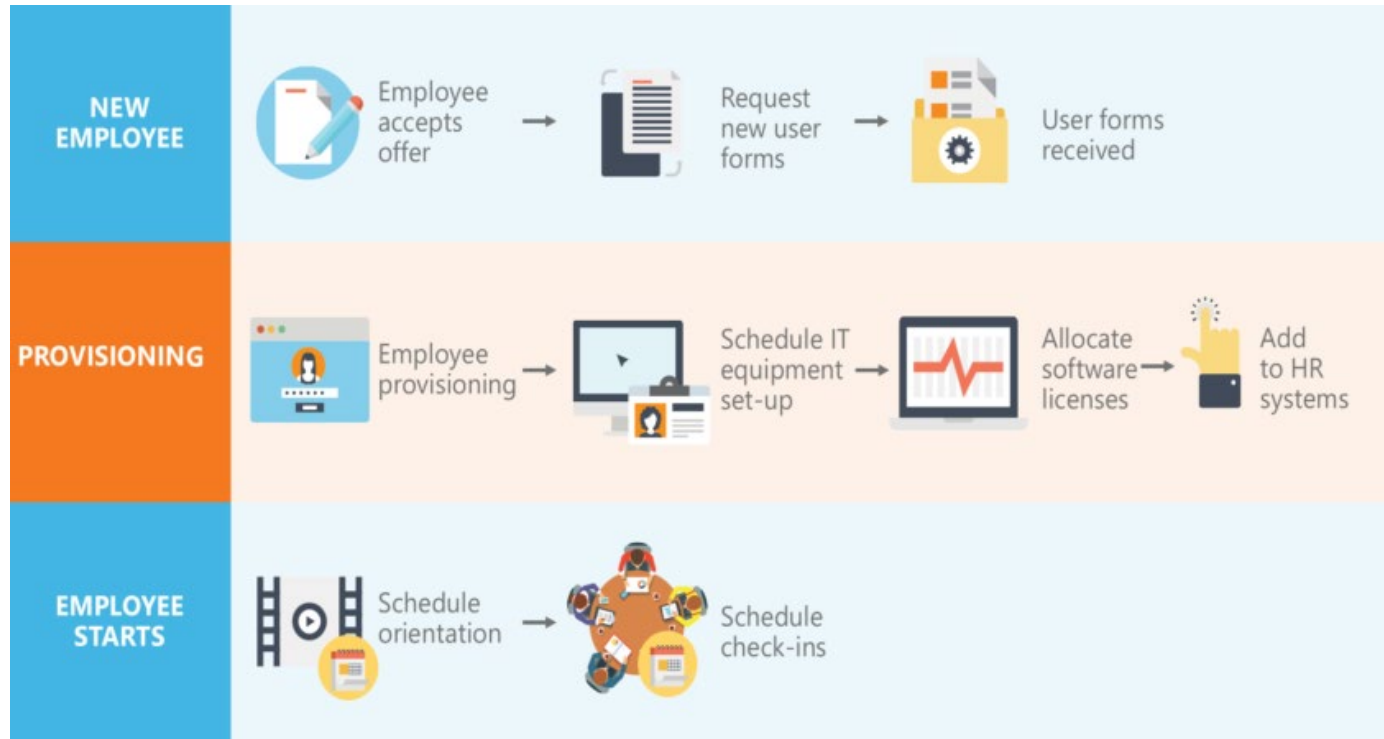 NEW
EMPLOYEE
Employee
accepts
offer
Request
new user
forms
User forms
received
PROVISIONING
Employee
provisioning
Schedule IT
equipment
set-up
Allocate
software
licenses
Add
to HR
systems
EMPLOYEE
STARTS
Schedule
orientation
Schedule
check-ins